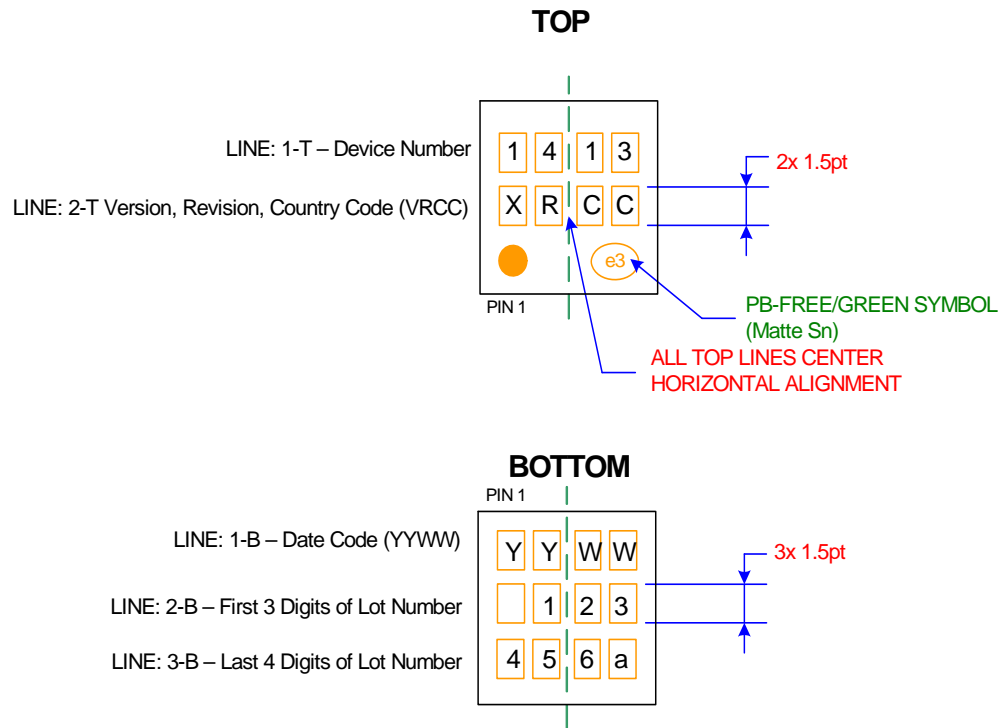 TOP
LINE: 1-T – Device Number
1 4 1 3
2x 1.5pt
LINE: 2-T Version, Revision, Country Code (VRCC)
X R C C
e3
PIN 1
PB-FREE/GREEN SYMBOL
(Matte Sn)
ALL TOP LINES CENTER
HORIZONTAL ALIGNMENT
BOTTOM
PIN 1
LINE: 1-B – Date Code (YYWW)
Y Y W W
3x 1.5pt
LINE: 2-B – First 3 Digits of Lot Number
1 2 3
LINE: 3-B – Last 4 Digits of Lot Number
4 5 6 a